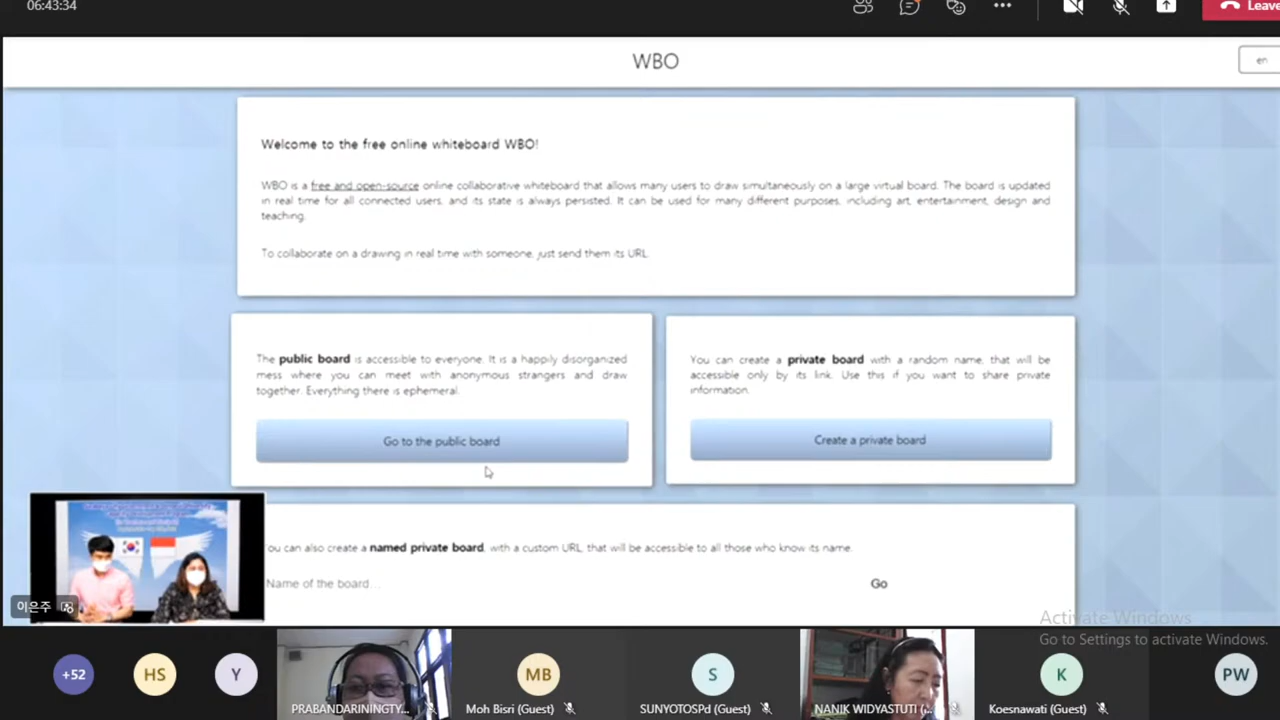 06:43:34
Leave
WBO
en
Welcome to the free online whiteboard WBO!
WBO is a free and open-source online collaborative whiteboard that allows many users to draw simultaneously on a large virtual board. The board is updated
in real time for all connected users, and its state is always persisted. It can be used for many different purposes, including art, entertainment, design and
teaching.
To collaborate on a drawing in real time with someone, just send them its URL.
The public board is accessible to everyone. It is a happily disorganized
mess where you can meet with anonymous strangers and draw
together. Everything there is ephemeral.
Go to the public board
You can create a private board with a random name, that will be
accessible only by its link. Use this if you want to share private
information.
Create a private board
ou can also create a named private board, with a custom URL, that will be accessible to all those who know its name.
Name of the board...
Go
이은주
Activate Windows
Go to Settings to activate Windows.
+52
HS
Y
PRABANDARININGTY...
MB
Moh Bisri (Guest)
S
SUNYOTOSPd (Guest)
NANIK WIDYASTUTI (...
K
Koesnawati (Guest)
PW